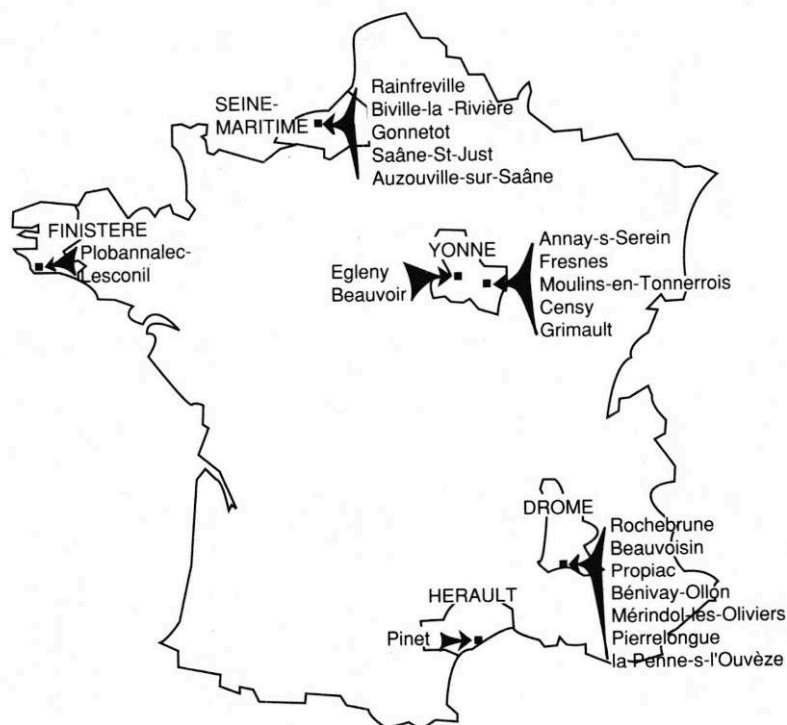 SEINE-
MARITIME
Rainfreville
Biville-la -Rivière
Gonnetot
Saâne-St-Just
Auzouville-sur-Saâne
FINISTERE
Plobannalec-
Lesconil
YONNE
Egleny
Beauvoir
Annay-s-Serein
Fresnes
Moulins-en-Tonnerrois
Censy
Grimault
DROME
Rochebrune
Beauvoisin
Propiac
Bénivay-Ollon
Mérindol-les-Oliviers
Pierrelongue
la Penne-s-l'Ouvèze
HERAULT
Pinet